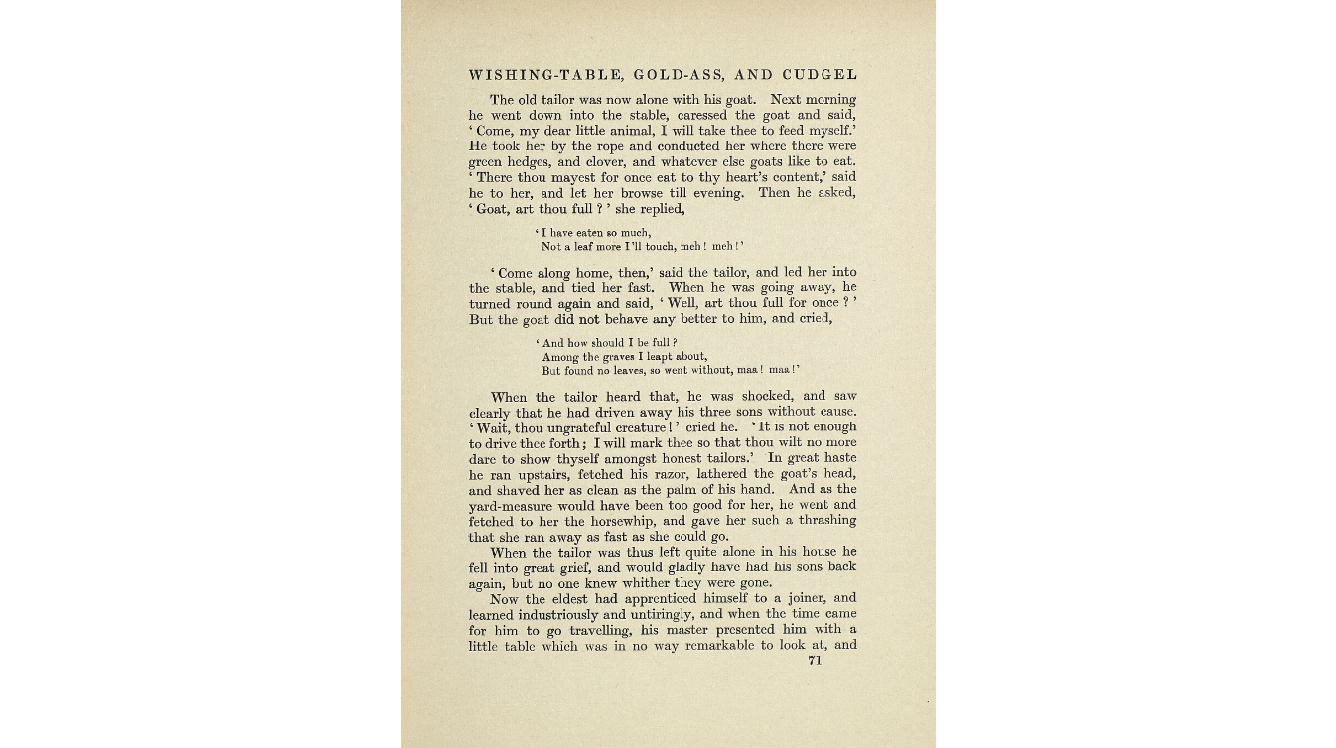 WISHING-TABLE, GOLD-ASS, AND CUDGEL
The old tailor was now alone with his goat. Next morning
he went down into the stable, caressed the goat and said,
‘Come, my dear little animal, I will take thee to feed myself.’
He took her by the rope and conducted her where there were
green hedges, and clover, and whatever else goats like to eat.
‘There thou mayest for once eat to thy heart’s content,’ said
he to her, and let her browse till evening. Then he asked,
‘Goat, art thou full?’ she replied,
‘I have eaten so much,
Not a leaf more I’ll touch, meh! meh!’
‘Come along home, then,’ said the tailor, and led her into
the stable, and tied her fast. When he was going away, he
turned round again and said, ‘Well, art thou full for once?’
But the goat did not behave any better to him, and cried,
‘And how should I be full?
Among the graves I leapt about,
But found no leaves, so went without, maa! maa!’
When the tailor heard that, he was shocked, and saw
clearly that he had driven away his three sons without cause.
‘Wait, thou ungrateful creature!’ cried he. ‘It is not enough
to drive thee forth; I will mark thee so that thou wilt no more
dare to show thyself amongst honest tailors.’ In great haste
he ran upstairs, fetched his razor, lathered the goat’s head,
and shaved her as clean as the palm of his hand. And as the
yard-measure would have been too good for her, he went and
fetched to her the horsewhip, and gave her such a thrashing
that she ran away as fast as she could go.
When the tailor was thus left quite alone in his house he
fell into great grief, and would gladly have had his sons back
again, but no one knew whither they were gone.
Now the eldest had apprenticed himself to a joiner, and
learned industriously and untiringly, and when the time came
for him to go travelling, his master presented him with a
little table which was in no way remarkable to look at, and
71